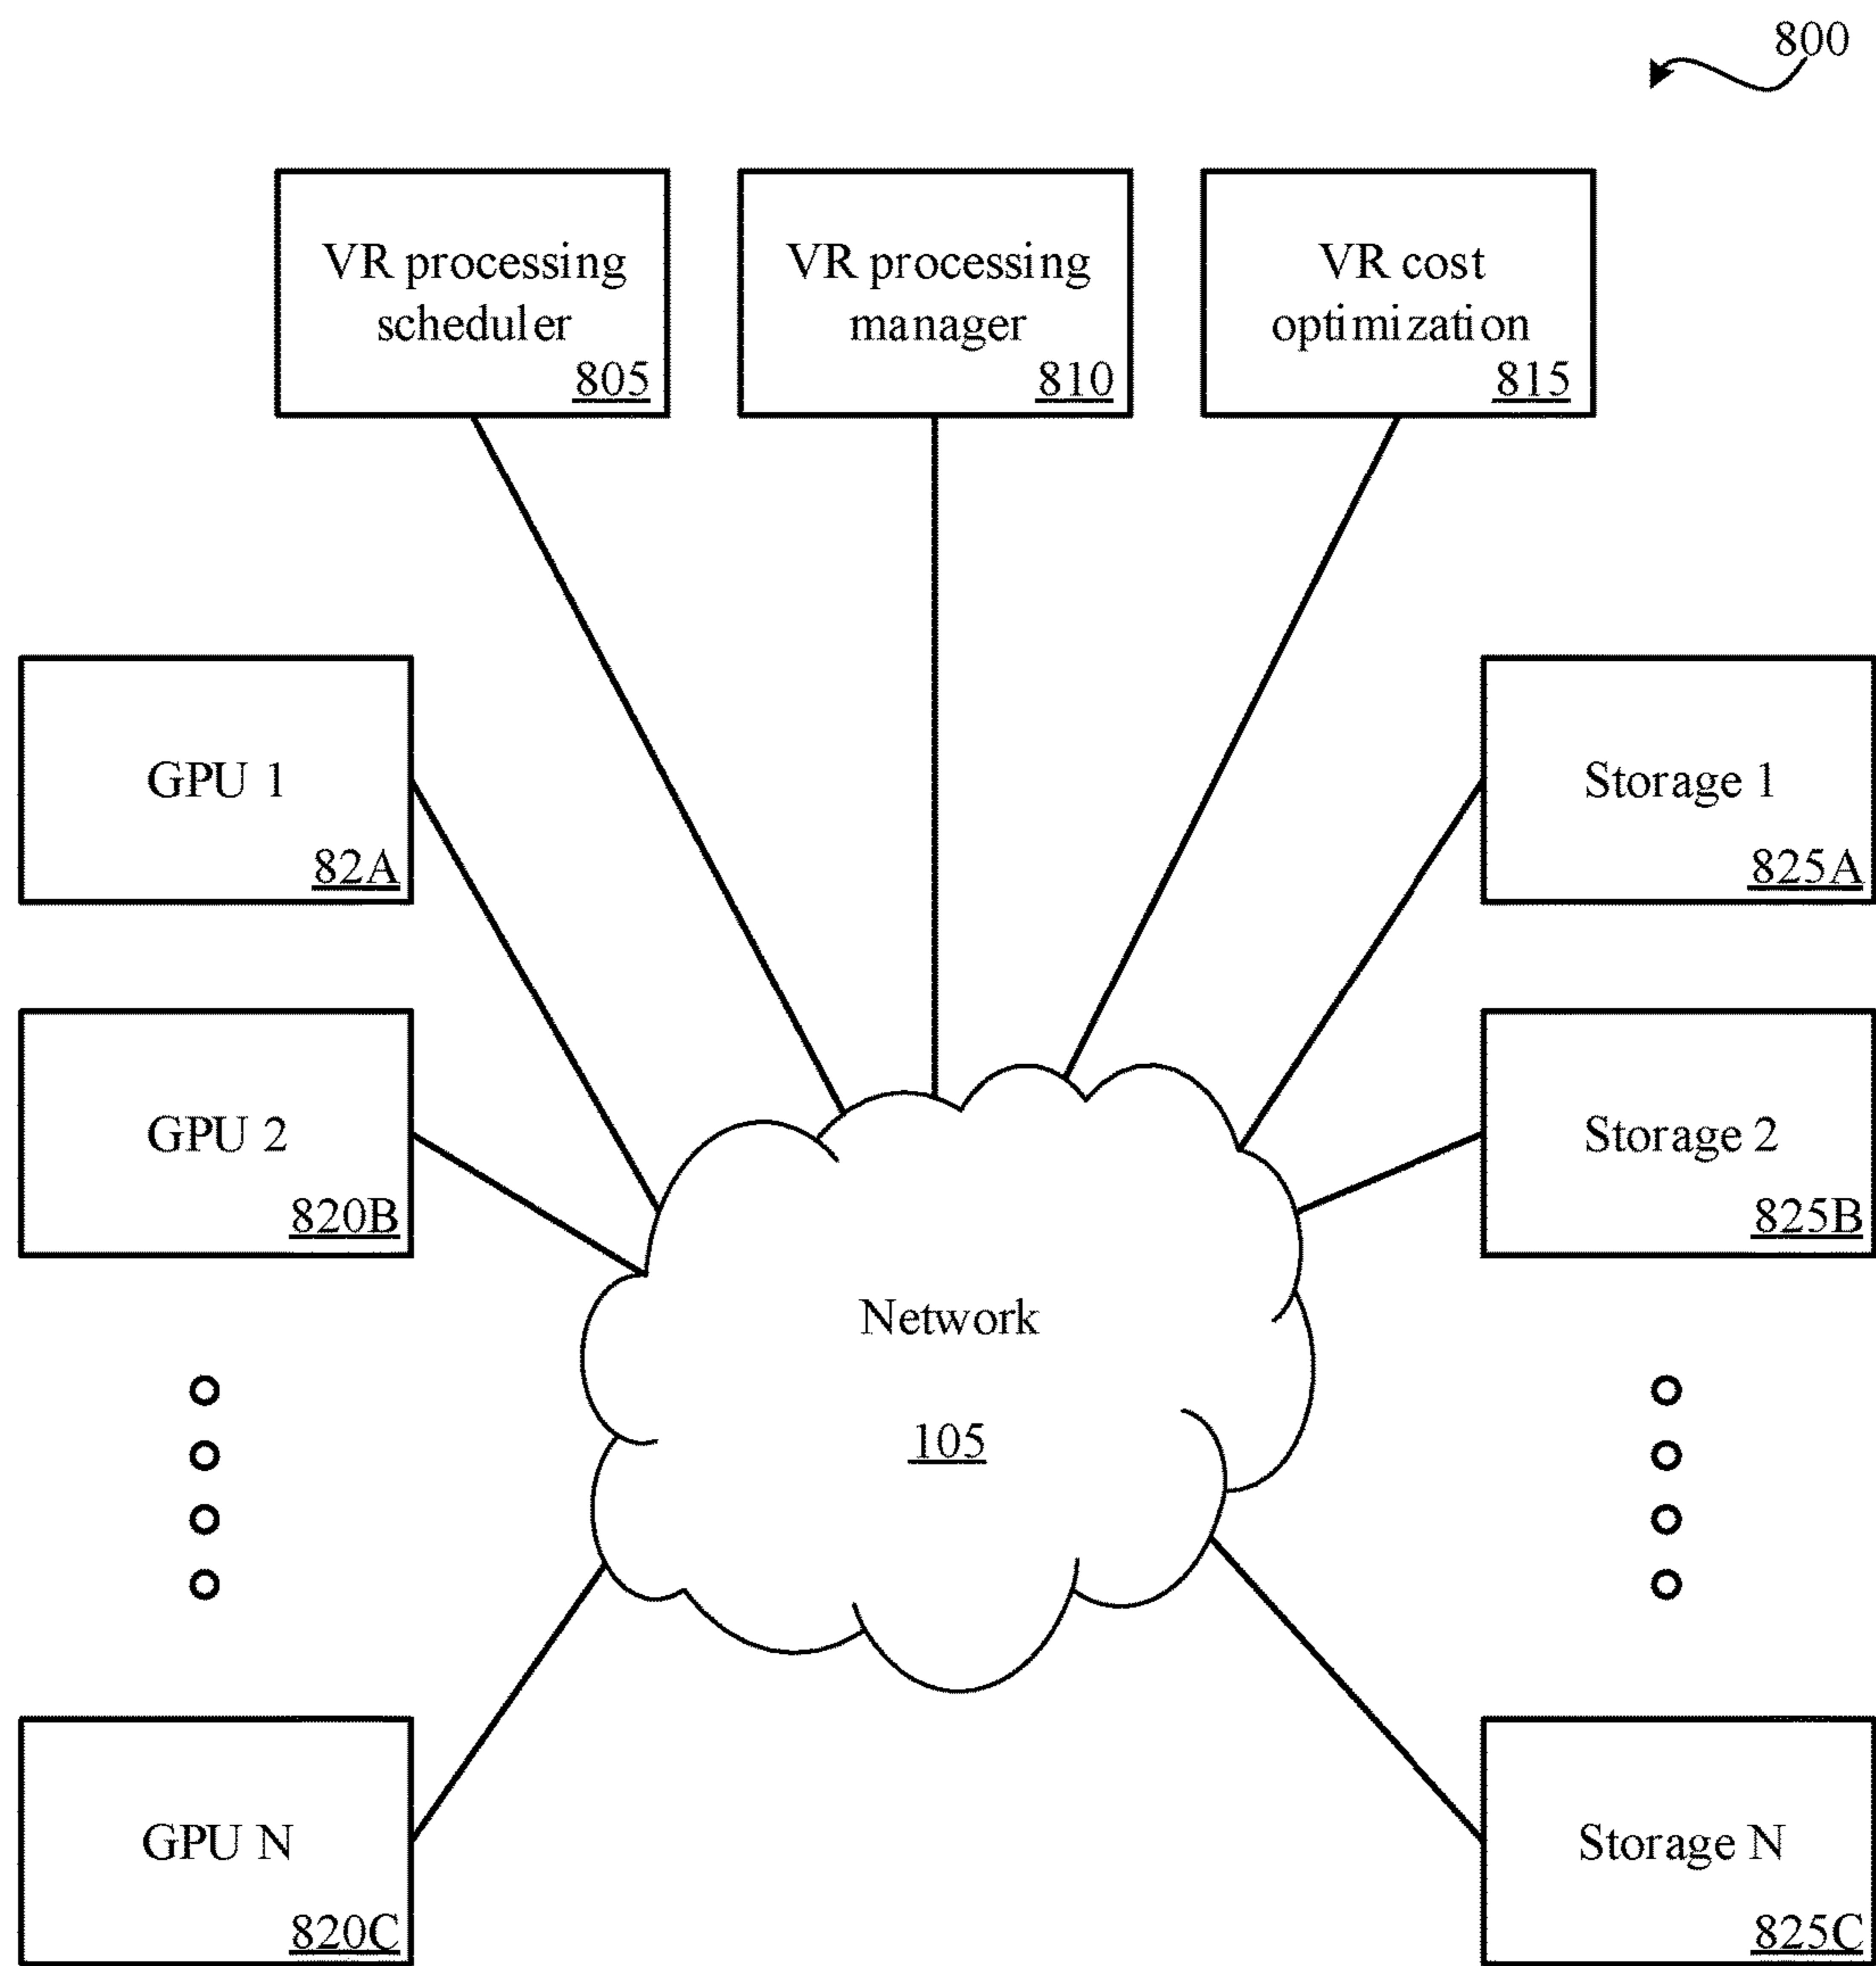 800
VR processing
scheduler
805
VR processing
manager
810
VR cost
optimization
815
GPU 1
82A
Storage 1
825A
GPU 2
820B
Storage 2
825B
Network
105
GPU N
820C
Storage N
825C